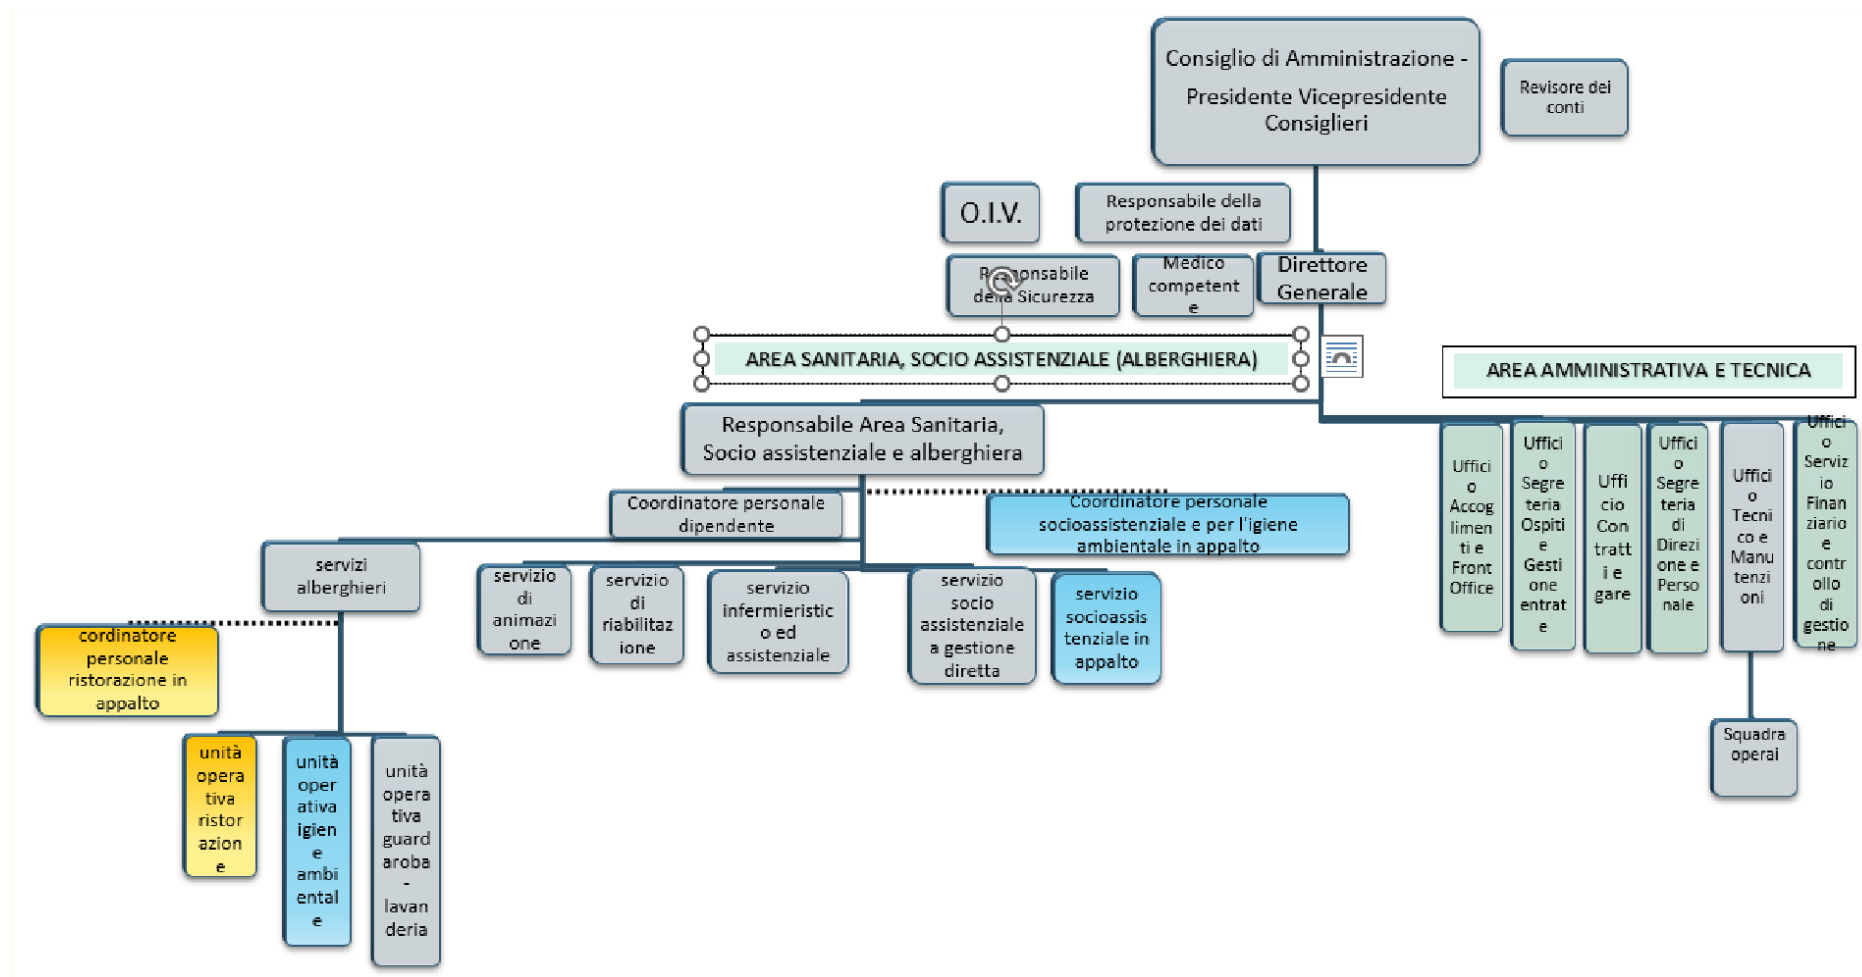 Consiglio di Amministrazione -
Presidente Vicepresidente
Consiglieri
Revisore dei
conti
O.I.V.
Responsabile della
protezione dei dati
Responsabile
della Sicurezza
Medico
competent
e
Direttore
Generale
AREA SANITARIA, SOCIO ASSISTENZIALE (ALBERGHIERA)
AREA AMMINISTRATIVA E TECNICA
Responsabile Area Sanitaria,
Socio assistenziale e alberghiera
Coordinatore personale
dipendente
Coordinatore personale
socioassistenziale e per l'igiene
ambientale in appalto
servizi
alberghieri
servizio
di
animazi
one
servizio
di
riabilitaz
ione
servizio
infermieristic
o ed
assistenziale
servizio
socio
assistenziale
a gestione
diretta
servizio
socioassis
tenziale in
appalto
cordinatore
personale
ristorazione in
appalto
unità
opera
tiva
ristor
azion
e
unità
oper
ativa
igien
e
ambi
ental
e
unità
opera
tiva
guard
aroba
-
lavan
deria
Uffici
o
Accog
limen
ti e
Front
Office
Uffici
o
Segre
teria
Ospiti
e
Gesti
one
entrat
e
Uffi
cio
Con
tratt
i e
gare
Uffici
o
Segre
teria
di
Direzi
one e
Perso
nale
Uffici
o
Tecni
co e
Manu
tenzi
oni
Uffici
o
Serviz
io
Finan
ziario
e
contr
ollo
di
gestio
ne
Squadra
operai